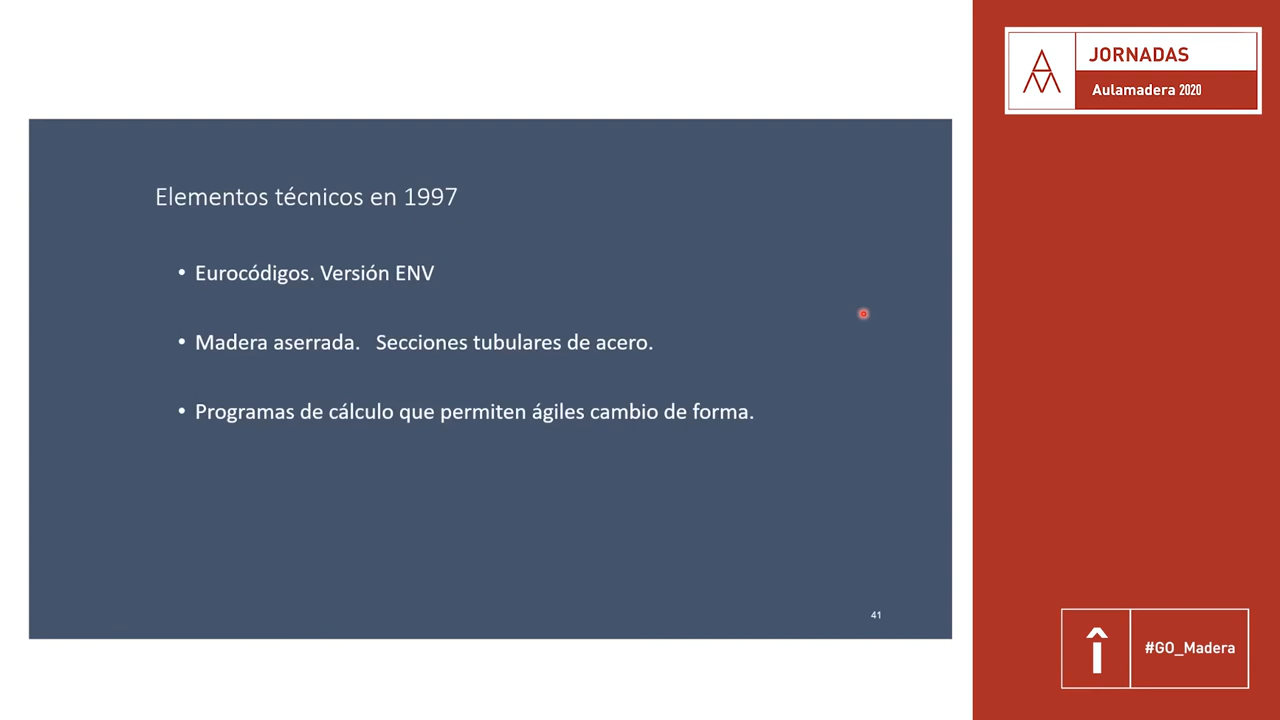 Elementos técnicos en 1997
• Eurocódigos. Versión ENV
• Madera aserrada. Secciones tubulares de acero.
• Programas de cálculo que permiten ágiles cambio de forma.
41
JORNADAS
Aulamadera 2020
#GO_Madera